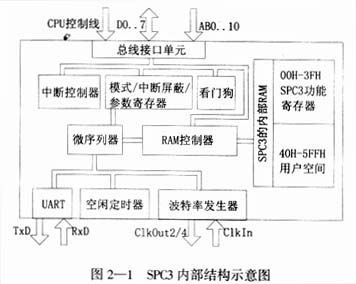 CPU控制线 D0..7 AB0..10
总线接口单元
中断控制器
模式/中断屏蔽/
参数寄存器
看门狗
微序列器
RAM控制器
SPC3的内部RAM
00H-3FH
SPC3功能
寄存器
40H-5FFH
用户空间
UART
空闲定时器
波特率发生器
TxD RxD ClkOut2/4 ClkIn
图 2—1 SPC3 内部结构示意图